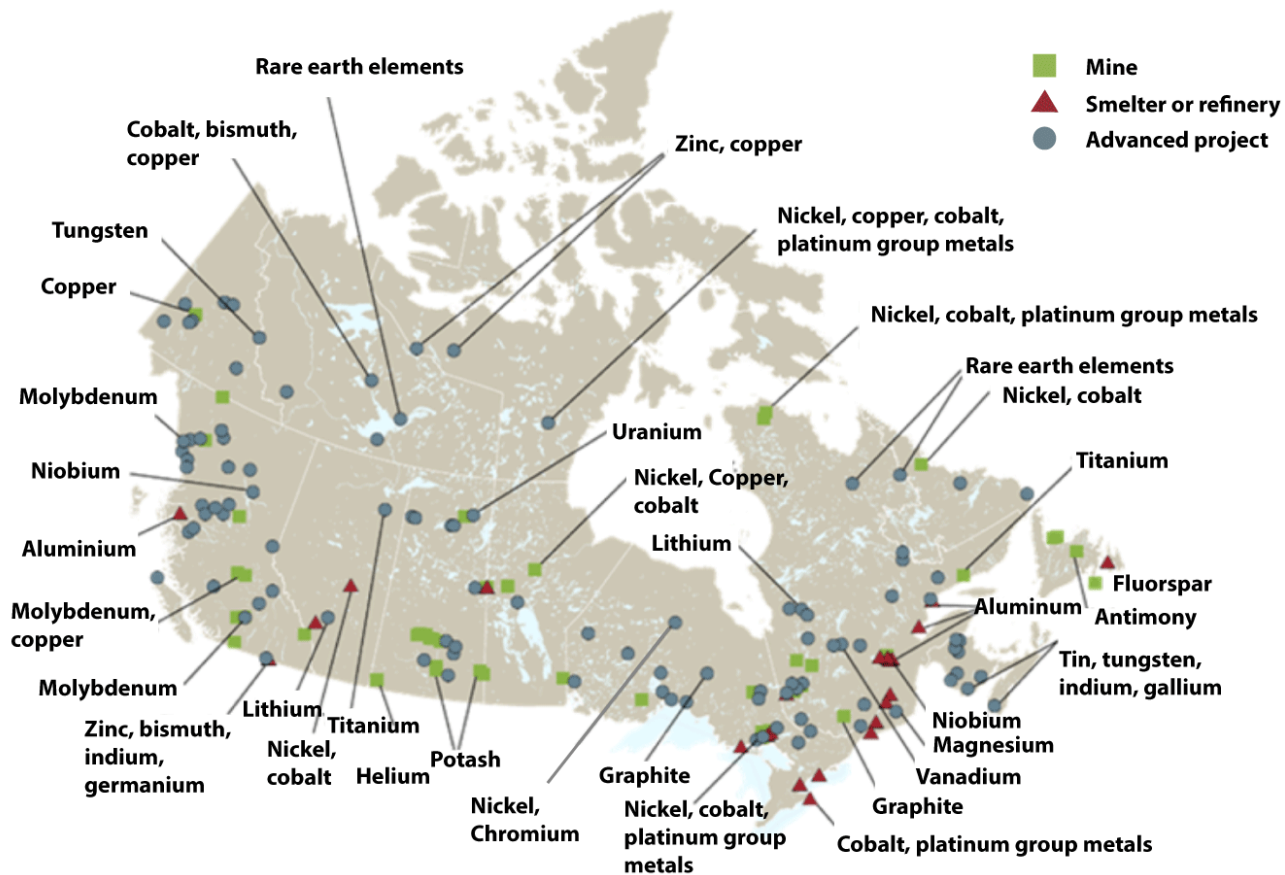 Rare earth elements
Mine
Smelter or refinery
Advanced project
Cobalt, bismuth,
copper
Zinc, copper
Nickel, copper, cobalt,
platinum group metals
Tungsten
Copper
Nickel, cobalt, platinum group metals
Rare earth elements
Nickel, cobalt
Molybdenum
Uranium
Titanium
Niobium
Nickel, Copper,
cobalt
Aluminium
Lithium
Fluorspar
Antimony
Aluminum
Molybdenum,
copper
Tin, tungsten,
indium, gallium
Molybdenum
Lithium
Titanium
Zinc, bismuth,
indium,
germanium
Nickel,
cobalt
Helium
Potash
Nickel,
Chromium
Graphite
Nickel, cobalt,
platinum group
metals
Niobium
Magnesium
Vanadium
Graphite
Cobalt, platinum group metals